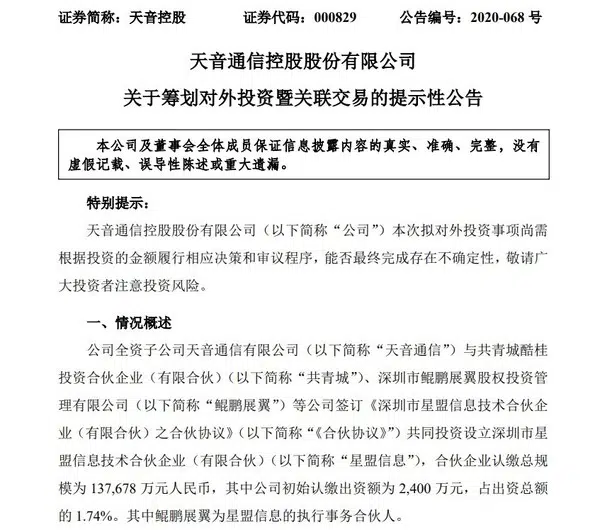 证券简称：天音控股 证券代码：000829 公告编号：2020-068 号
天音通信控股股份有限公司
关于筹划对外投资暨关联交易的提示性公告
本公司及董事会全体成员保证信息披露内容的真实、准确、完整，没有
虚假记载、误导性陈述或重大遗漏。
特别提示：
天音通信控股股份有限公司（以下简称“公司”）本次拟对外投资事项尚需
根据投资的金额履行相应决策和审议程序，能否最终完成存在不确定性，敬请广
大投资者注意投资风险。
一、情况概述
公司全资子公司天音通信有限公司（以下简称“天音通信”）与共青城酷桂
投资合伙企业（有限合伙）（以下简称“共青城”）、深圳市鲲鹏展翼股权投资管
理有限公司（以下简称“鲲鹏展翼”）等公司签订《深圳市星盟信息技术合伙企
业（有限合伙）之合伙协议》（以下简称“《合伙协议》”）共同投资设立深圳市星
盟信息技术合伙企业（有限合伙）（以下简称“星盟信息”），合伙企业认缴总规
模为 137,678 万元人民币，其中公司初始认缴出资额为 2,400 万元，占出资总额
的 1.74%。其中鲲鹏展翼为星盟信息的执行事务合伙人。